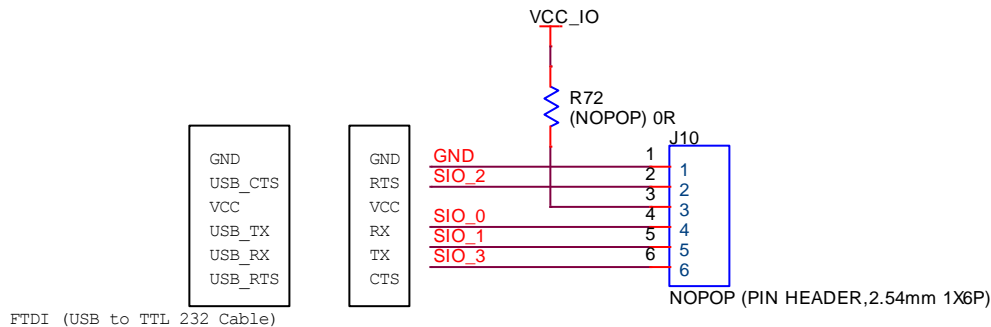 VCC_IO
R72
(NOPOP) 0R
J10
GND
USB_CTS
VCC
USB_TX
USB_RX
USB_RTS
GND
RTS
VCC
RX
TX
CTS
GND
SIO_2
SIO_0
SIO_1
SIO_3
1
2
3
4
5
6
1
2
3
4
5
6
NOPOP (PIN HEADER,2.54mm 1X6P)
FTDI (USB to TTL 232 Cable)